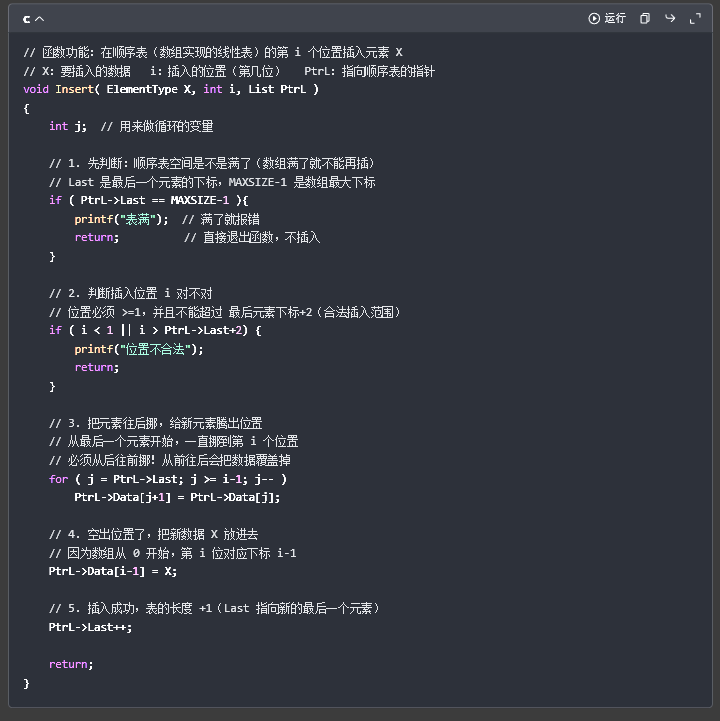 c
运行
// 函数功能: 在顺序表（数组实现的线性表）的第 i 个位置插入元素 X
// X: 要插入的数据   i: 插入的位置（第几位）   PtrL: 指向顺序表的指针
void Insert( ElementType X, int i, List PtrL )
{
    int j;  // 用来做循环的变量
    // 1. 先判断: 顺序表空间是不是满了（数组满了就不能再插）
    // Last 是最后一个元素的下标, MAXSIZE-1 是数组最大下标
    if ( PtrL->Last == MAXSIZE-1 ){
        printf("表满");  // 满了就报错
        return;          // 直接退出函数, 不插入
    }
    // 2. 判断插入位置 i 对不对
    // 位置必须 >=1, 并且不能超过 最后元素下标+2（合法插入范围）
    if ( i < 1 || i > PtrL->Last+2) {
        printf("位置不合法");
        return;
    }
    // 3. 把元素往后挪, 给新元素腾出位置
    // 从最后一个元素开始, 一直挪到第 i 个位置
    // 必须从后往前挪! 从前往后会把数据覆盖掉
    for ( j = PtrL->Last; j >= i-1; j-- )
        PtrL->Data[j+1] = PtrL->Data[j];
    // 4. 空出位置了, 把新数据 X 放进去
    // 因为数组从 0 开始, 第 i 位对应下标 i-1
    PtrL->Data[i-1] = X;
    // 5. 插入成功, 表的长度 +1（Last 指向新的最后一个元素）
    PtrL->Last++;
    return;
}